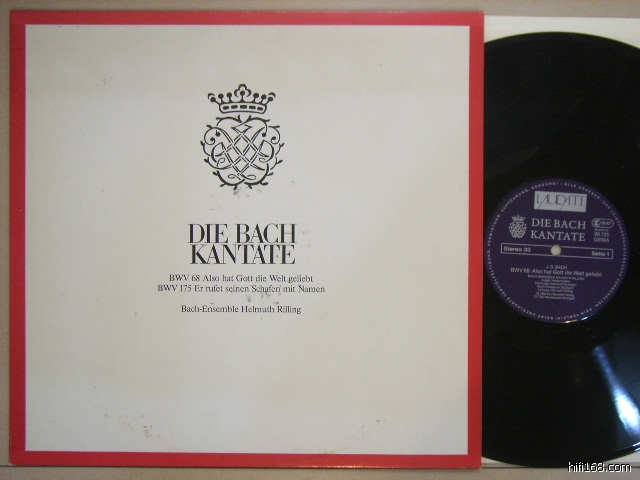 DIE BACH
KANTATE
BWV 68 Also hat Gott die Welt geliebt
BWV 175 Er rufet seinen Schafen mit Namen
Bach-Ensemble Helmuth Rilling
LAUDATE
DIE BACH
KANTATE
GEMA
Stereo 33
Seite 1
J. S. BACH
BWV 68 Also hat Gott die Welt geliebt
hifi168.com